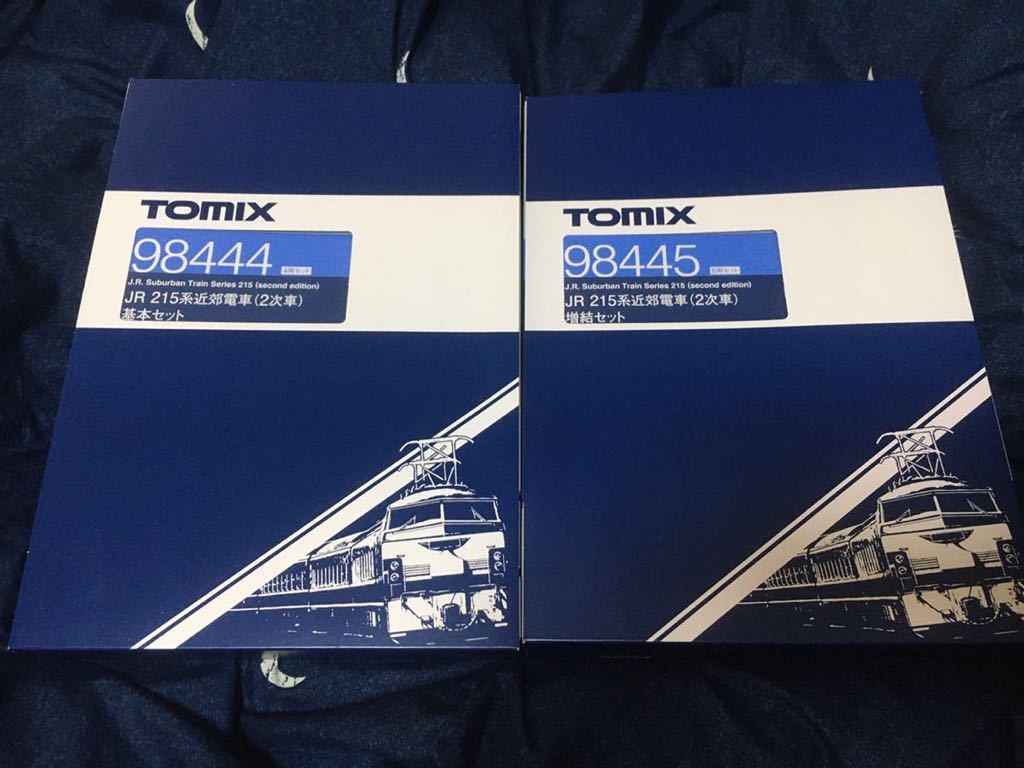 TOMIX
98444 4両セット
J.R. Suburban Train Series 215 (second edition)
JR 215系近郊電車(2次車)
基本セット
TOMIX
98445 6両セット
J.R. Suburban Train Series 215 (second edition)
JR 215系近郊電車(2次車)
増結セット